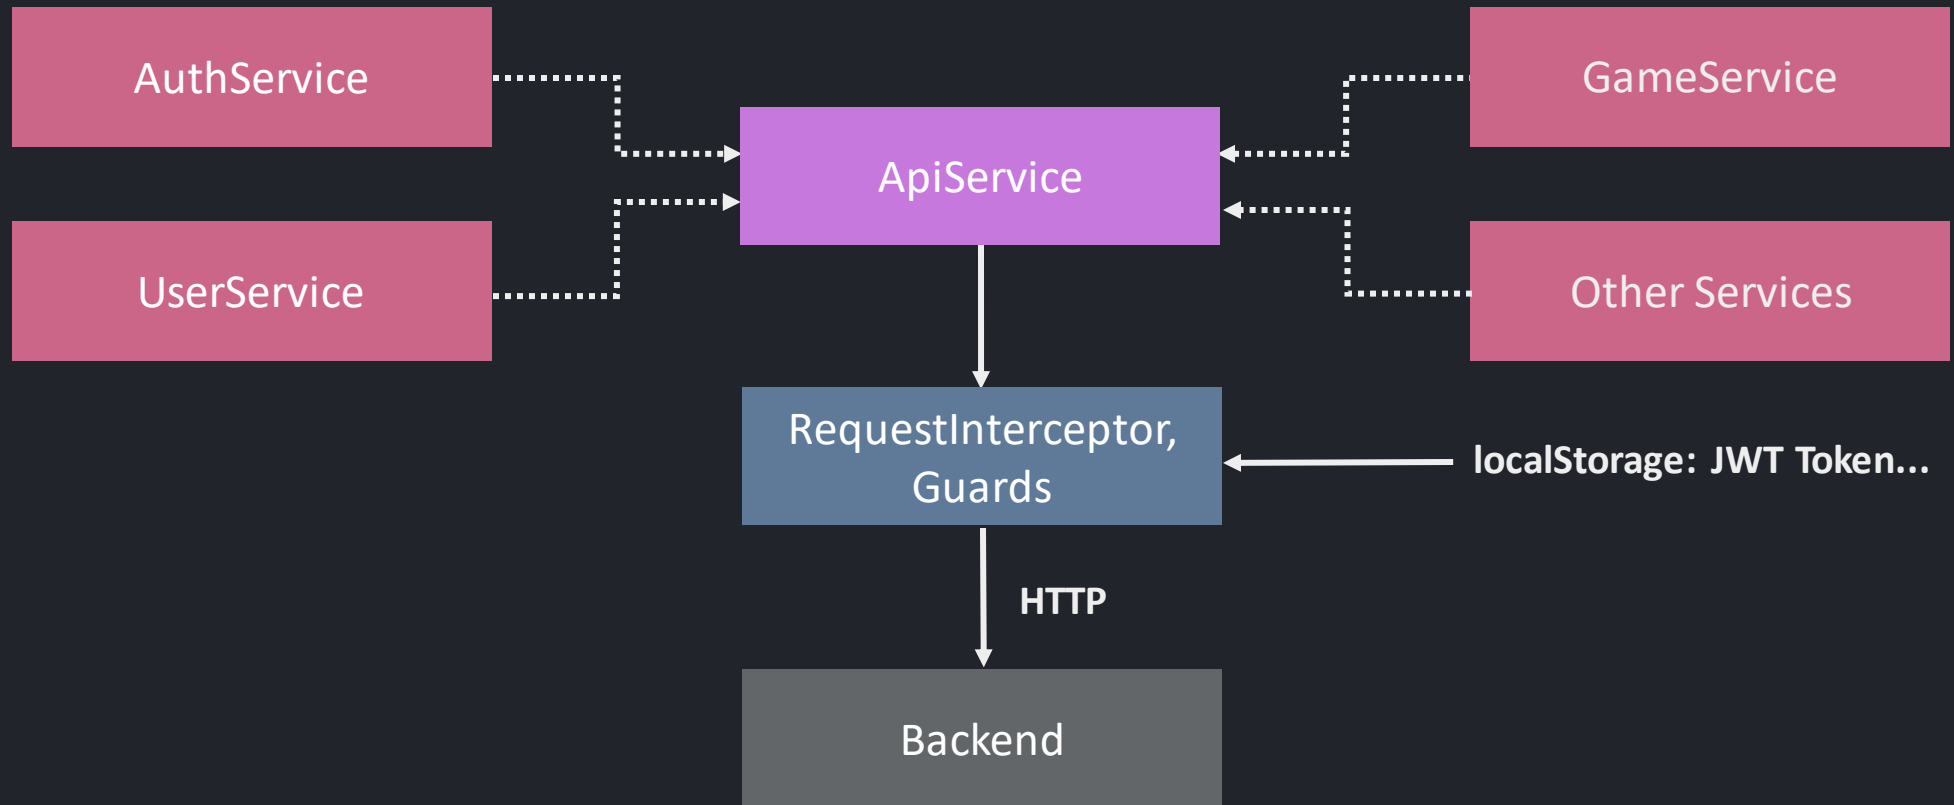 AuthService
GameService
ApiService
UserService
Other Services
RequestInterceptor,
Guards
localStorage: JWT Token...
HTTP
Backend